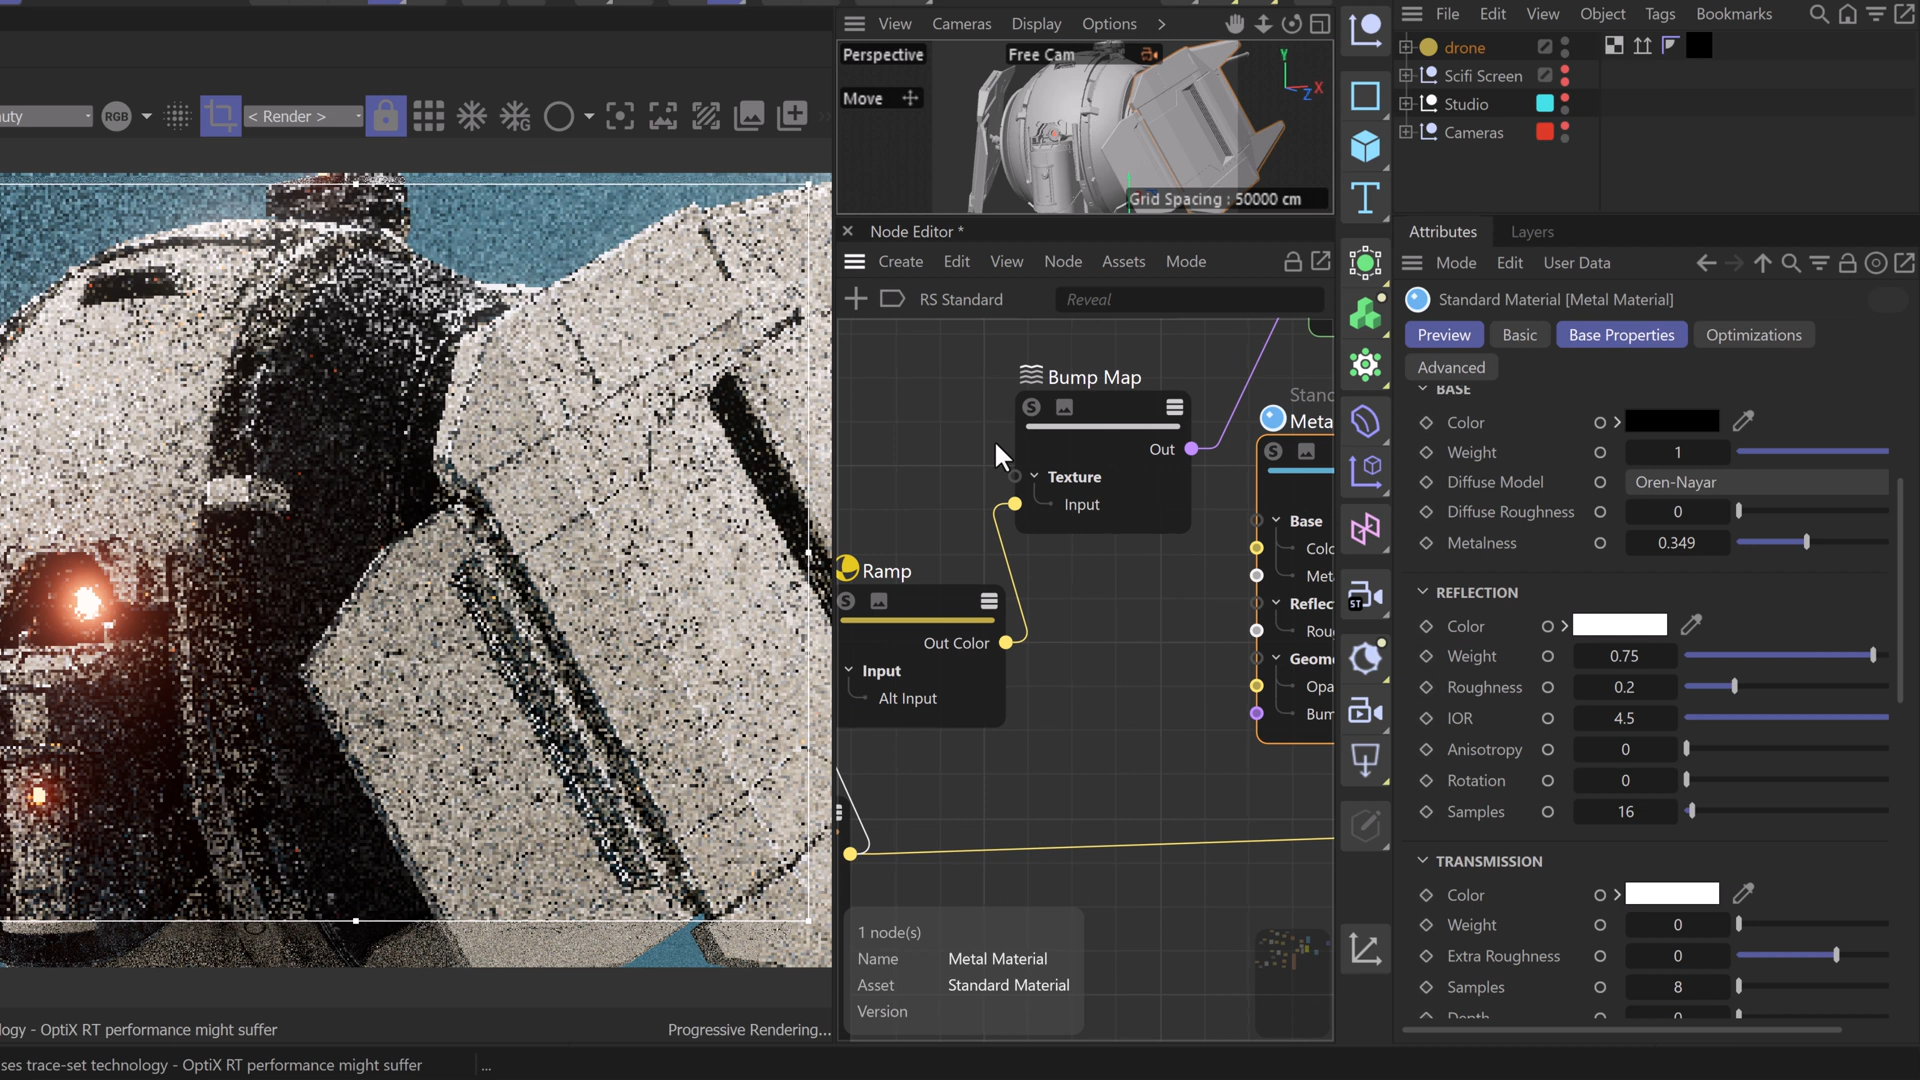 View Cameras Display Options
File Edit View Object Tags Bookmarks
Perspective
Free Cam
Move
Y
X
Z
Grid Spacing : 50000 cm
drone
Scifi Screen
Studio
Cameras
uty
RGB
< Render >
G
T
ST
Node Editor *
Create Edit View Node Assets Mode
RS Standard
Reveal
Bump Map
S
Out
Texture
Input
Ramp
S
Out Color
Input
Alt Input
Stanc
Meta
S
Base
Colc
Met
Reflec
Rou
Geom
Opa
Bum
1 node(s)
Name Metal Material
Asset Standard Material
Version
Attributes Layers
Mode Edit User Data
Standard Material [Metal Material]
Preview Basic Base Properties Optimizations
Advanced
BASE
Color
Weight 1
Diffuse Model Oren-Nayar
Diffuse Roughness 0
Metalness 0.349
REFLECTION
Color
Weight 0.75
Roughness 0.2
IOR 4.5
Anisotropy 0
Rotation 0
Samples 16
TRANSMISSION
Color
Weight 0
Extra Roughness 0
Samples 8
Depth 0
logy - OptiX RT performance might suffer
Progressive Rendering...
ses trace-set technology - OptiX RT performance might suffer ...